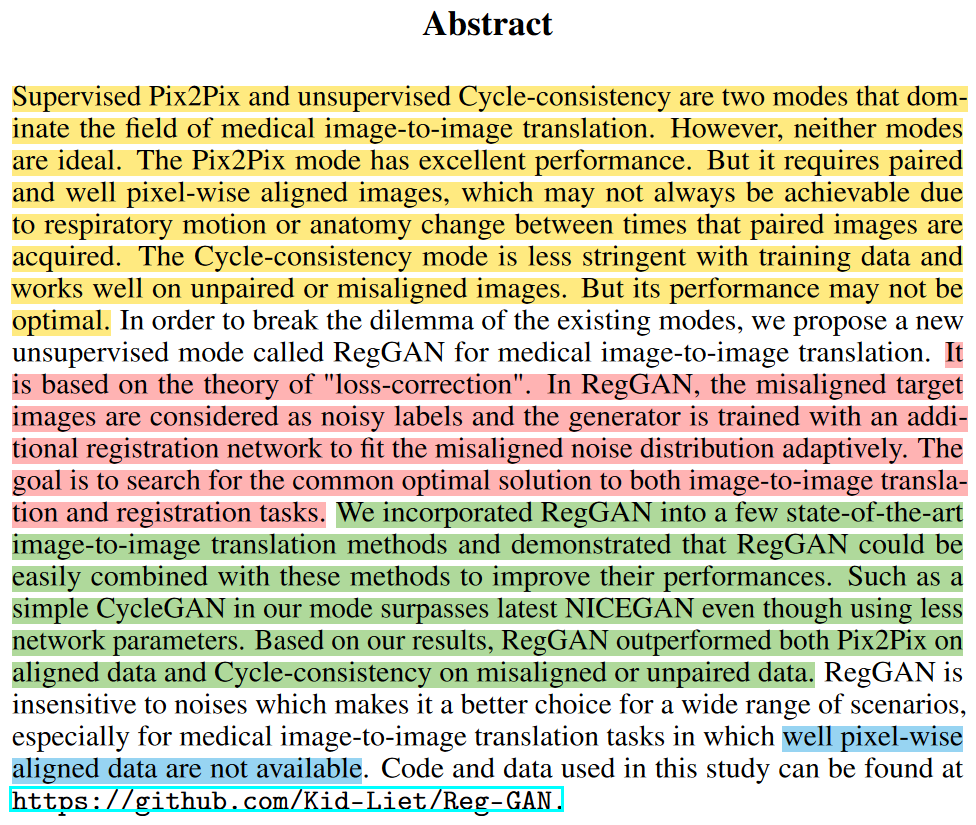 Abstract
Supervised Pix2Pix and unsupervised Cycle-consistency are two modes that dom-
inate the field of medical image-to-image translation. However, neither modes
are ideal. The Pix2Pix mode has excellent performance. But it requires paired
and well pixel-wise aligned images, which may not always be achievable due
to respiratory motion or anatomy change between times that paired images are
acquired. The Cycle-consistency mode is less stringent with training data and
works well on unpaired or misaligned images. But its performance may not be
optimal. In order to break the dilemma of the existing modes, we propose a new
unsupervised mode called RegGAN for medical image-to-image translation. It
is based on the theory of "loss-correction". In RegGAN, the misaligned target
images are considered as noisy labels and the generator is trained with an addi-
tional registration network to fit the misaligned noise distribution adaptively. The
goal is to search for the common optimal solution to both image-to-image transla-
tion and registration tasks. We incorporated RegGAN into a few state-of-the-art
image-to-image translation methods and demonstrated that RegGAN could be
easily combined with these methods to improve their performances. Such as a
simple CycleGAN in our mode surpasses latest NICEGAN even though using less
network parameters. Based on our results, RegGAN outperformed both Pix2Pix on
aligned data and Cycle-consistency on misaligned or unpaired data. RegGAN is
insensitive to noises which makes it a better choice for a wide range of scenarios,
especially for medical image-to-image translation tasks in which well pixel-wise
aligned data are not available. Code and data used in this study can be found at
https://github.com/Kid-Liet/Reg-GAN.